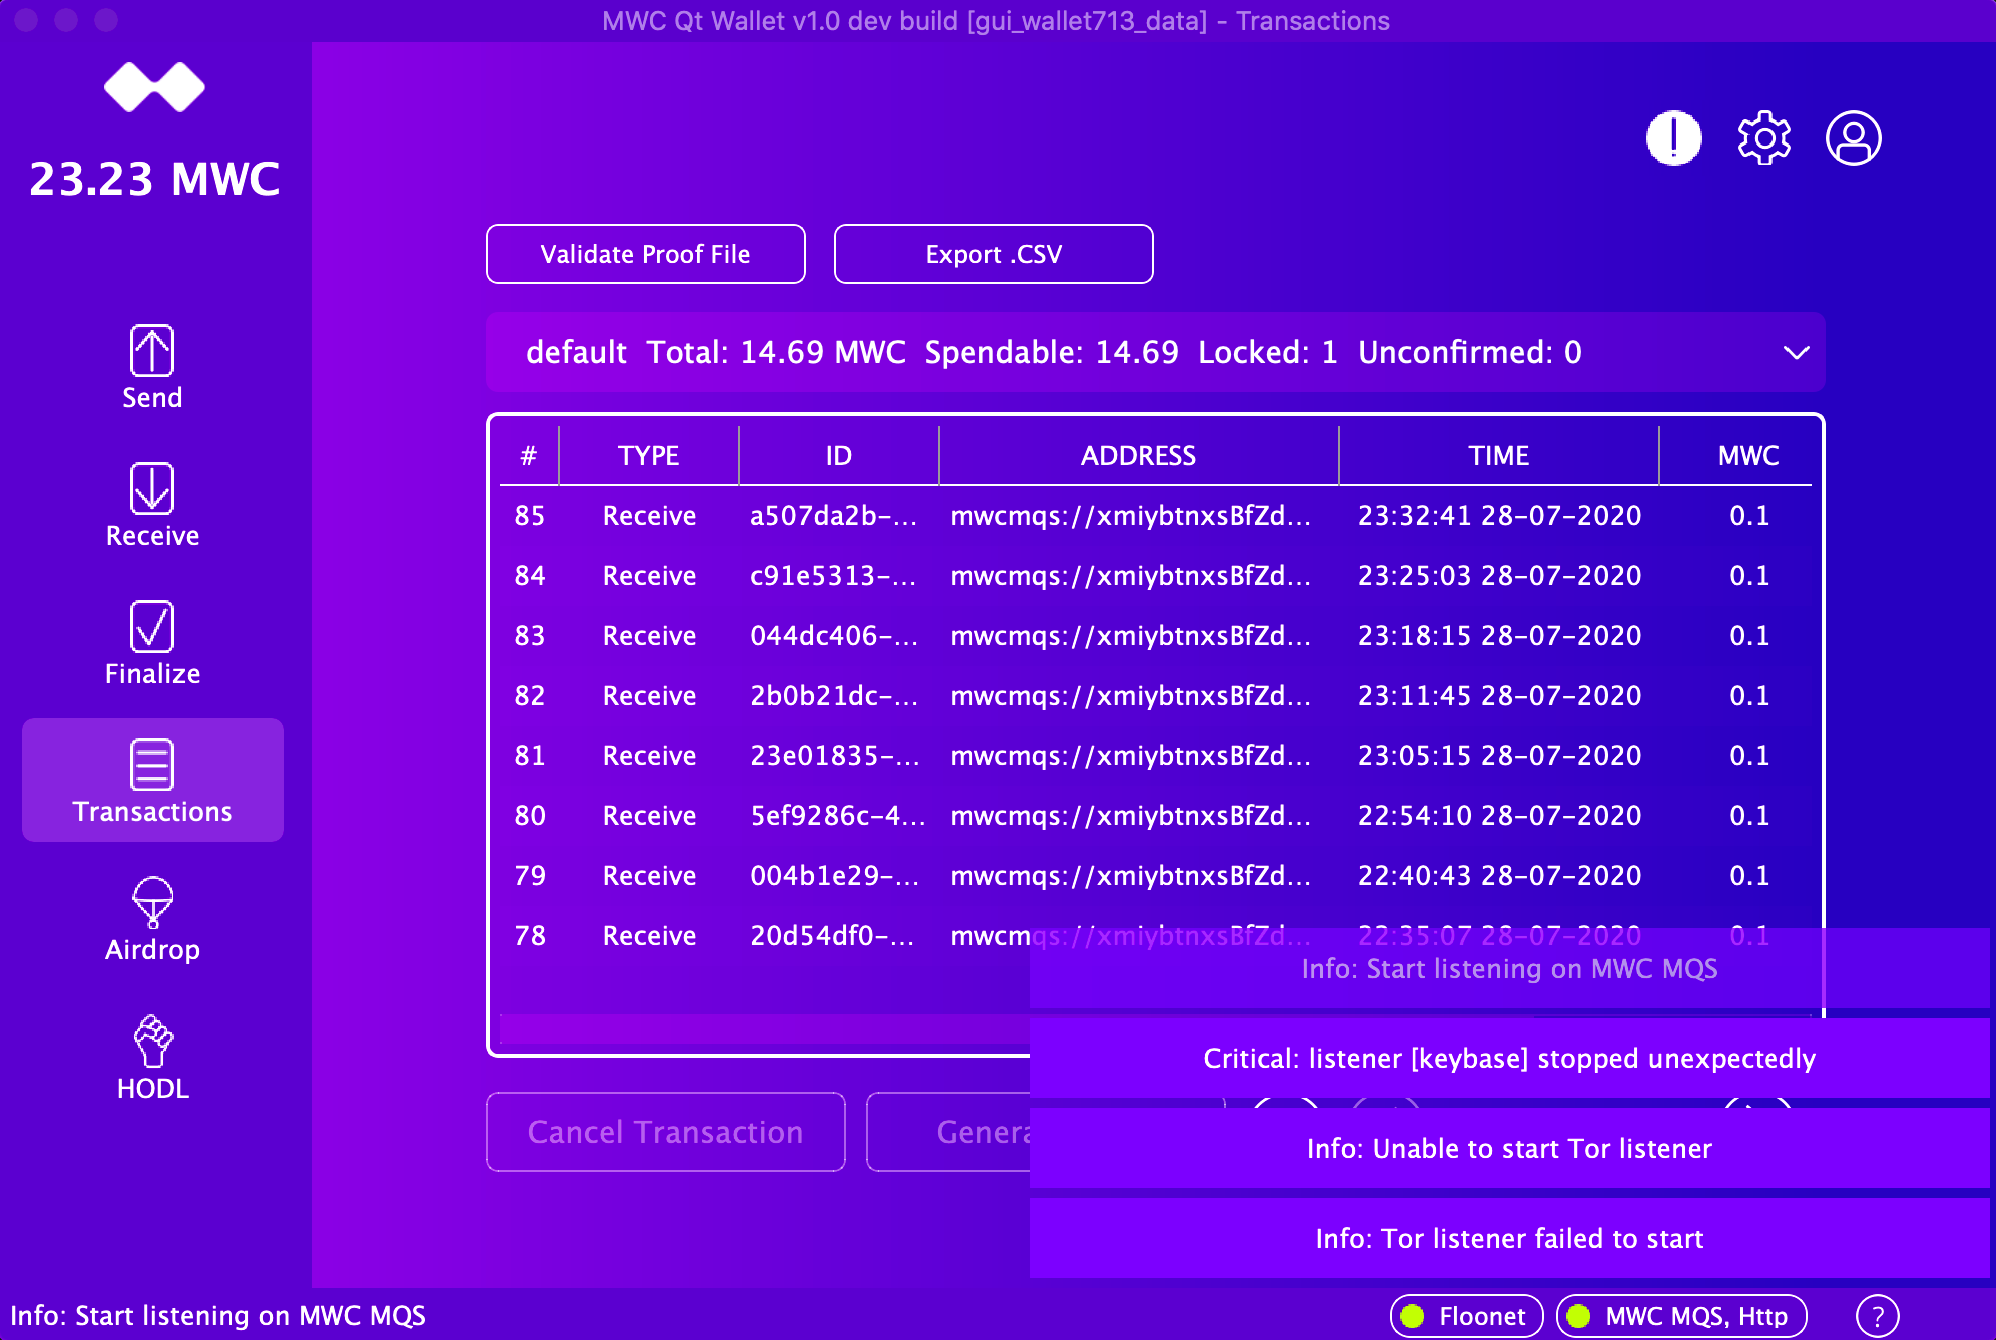 MWC Qt Wallet v1.0 dev build [gui_wallet713_data] - Transactions
23.23 MWC
Validate Proof File
Export .CSV
default Total: 14.69 MWC Spendable: 14.69 Locked: 1 Unconfirmed: 0
Send
Receive
Finalize
Transactions
Airdrop
HODL
# TYPE ID ADDRESS TIME MWC
85 Receive a507da2b-... mwcmqs://xmiybtnxsBfZd... 23:32:41 28-07-2020 0.1
84 Receive c91e5313-... mwcmqs://xmiybtnxsBfZd... 23:25:03 28-07-2020 0.1
83 Receive 044dc406-... mwcmqs://xmiybtnxsBfZd... 23:18:15 28-07-2020 0.1
82 Receive 2b0b21dc-... mwcmqs://xmiybtnxsBfZd... 23:11:45 28-07-2020 0.1
81 Receive 23e01835-... mwcmqs://xmiybtnxsBfZd... 23:05:15 28-07-2020 0.1
80 Receive 5ef9286c-4... mwcmqs://xmiybtnxsBfZd... 22:54:10 28-07-2020 0.1
79 Receive 004b1e29-... mwcmqs://xmiybtnxsBfZd... 22:40:43 28-07-2020 0.1
78 Receive 20d54df0-... mwcmqs://xmiybtnxsBfZd... 22:35:07 28-07-2020 0.1
Info: Start listening on MWC MQS
Critical: listener [keybase] stopped unexpectedly
Cancel Transaction
Genera
Info: Unable to start Tor listener
Info: Tor listener failed to start
Info: Start listening on MWC MQS
Floonet
MWC MQS, Http
?